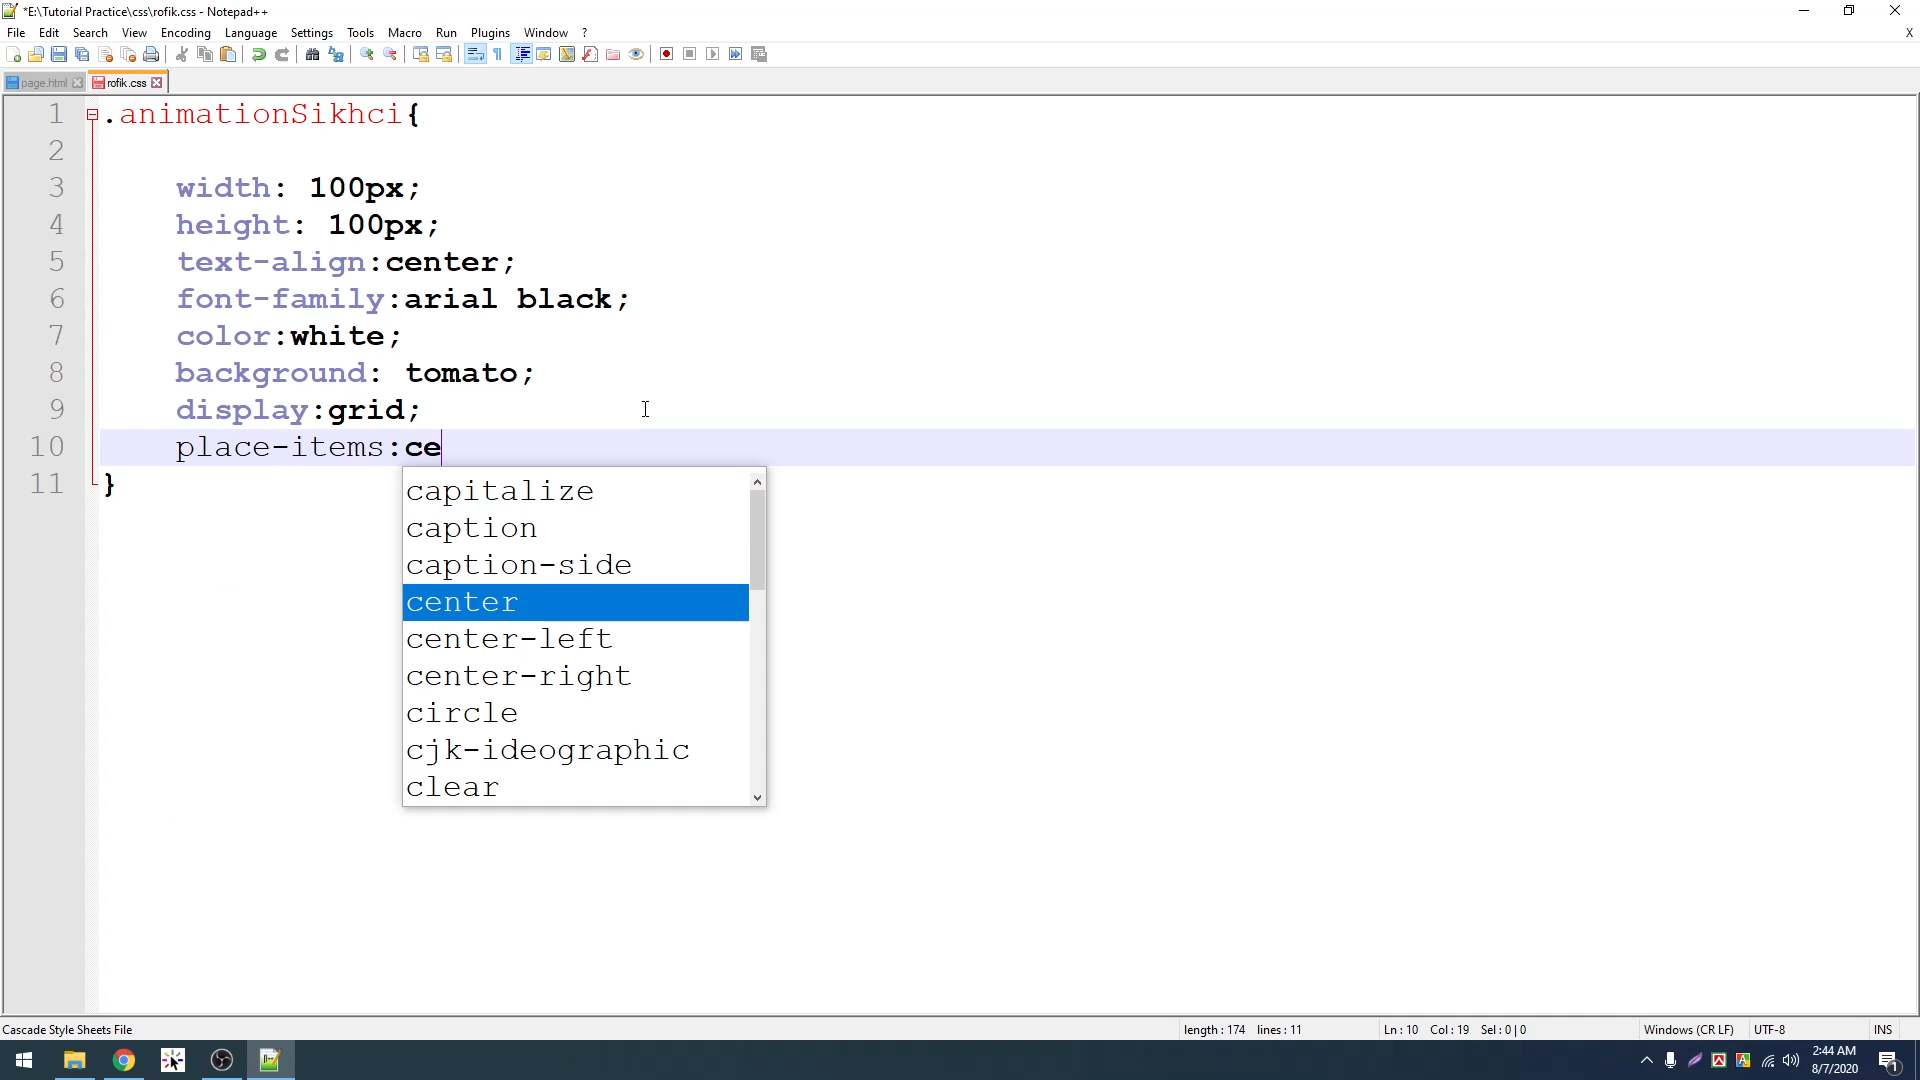 *E:\Tutorial Practice\css\rofik.css - Notepad++
File Edit Search View Encoding Language Settings Tools Macro Run Plugins Window ? X
page.html rofik.css
1 .animationSikhci{
2
3 width: 100px;
4 height: 100px;
5 text-align:center;
6 font-family:arial black;
7 color:white;
8 background: tomato;
9 display:grid;
10 place-items:ce
11 }
capitalize
caption
caption-side
center
center-left
center-right
circle
cjk-ideographic
clear
Cascade Style Sheets File length : 174 lines : 11 Ln : 10 Col : 19 Sel : 0 | 0 Windows (CR LF) UTF-8 INS
2:44 AM
8/7/2020
1